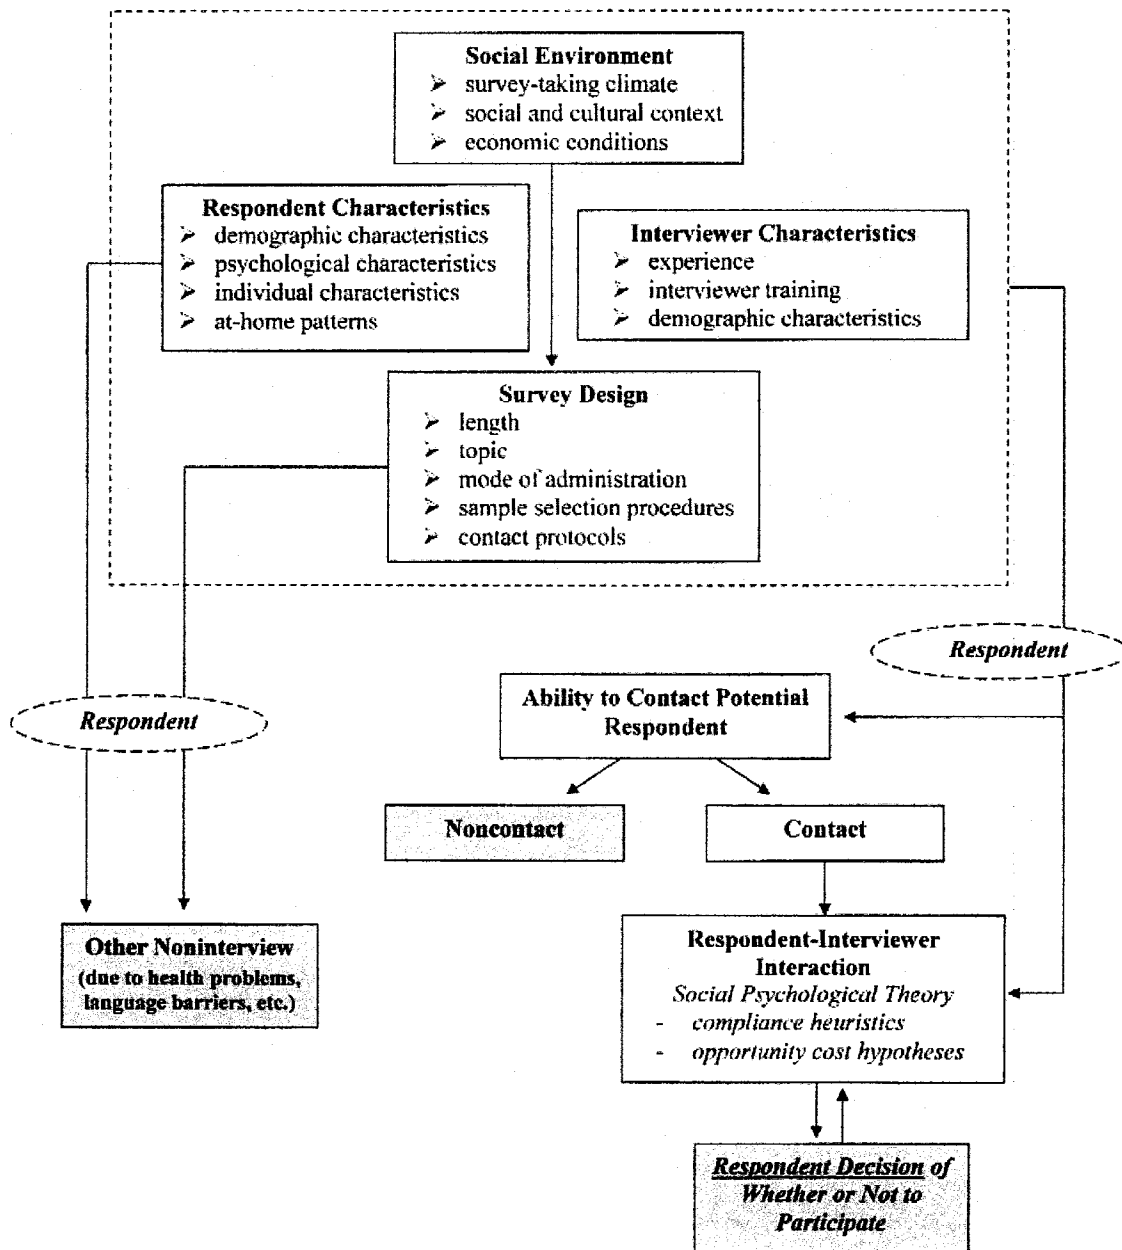 Social Environment
➢ survey-taking climate
➢ social and cultural context
➢ economic conditions
Respondent Characteristics
➢ demographic characteristics
➢ psychological characteristics
➢ individual characteristics
➢ at-home patterns
Interviewer Characteristics
➢ experience
➢ interviewer training
➢ demographic characteristics
Survey Design
➢ length
➢ topic
➢ mode of administration
➢ sample selection procedures
➢ contact protocols
Respondent
Respondent
Ability to Contact Potential
Respondent
Noncontact
Contact
Other Noninterview
(due to health problems,
language barriers, etc.)
Respondent-Interviewer
Interaction
Social Psychological Theory
- compliance heuristics
- opportunity cost hypotheses
Respondent Decision of
Whether or Not to
Participate